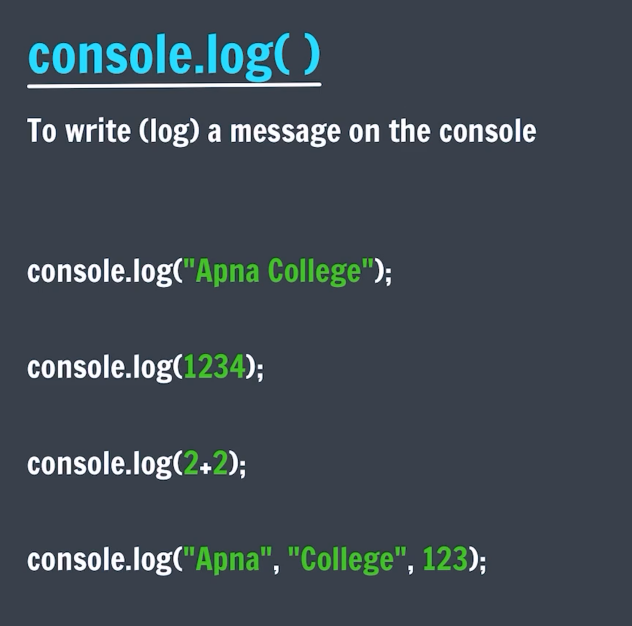 console.log( )
To write (log) a message on the console
console.log("Apna College");
console.log(1234);
console.log(2+2);
console.log("Apna", "College", 123);